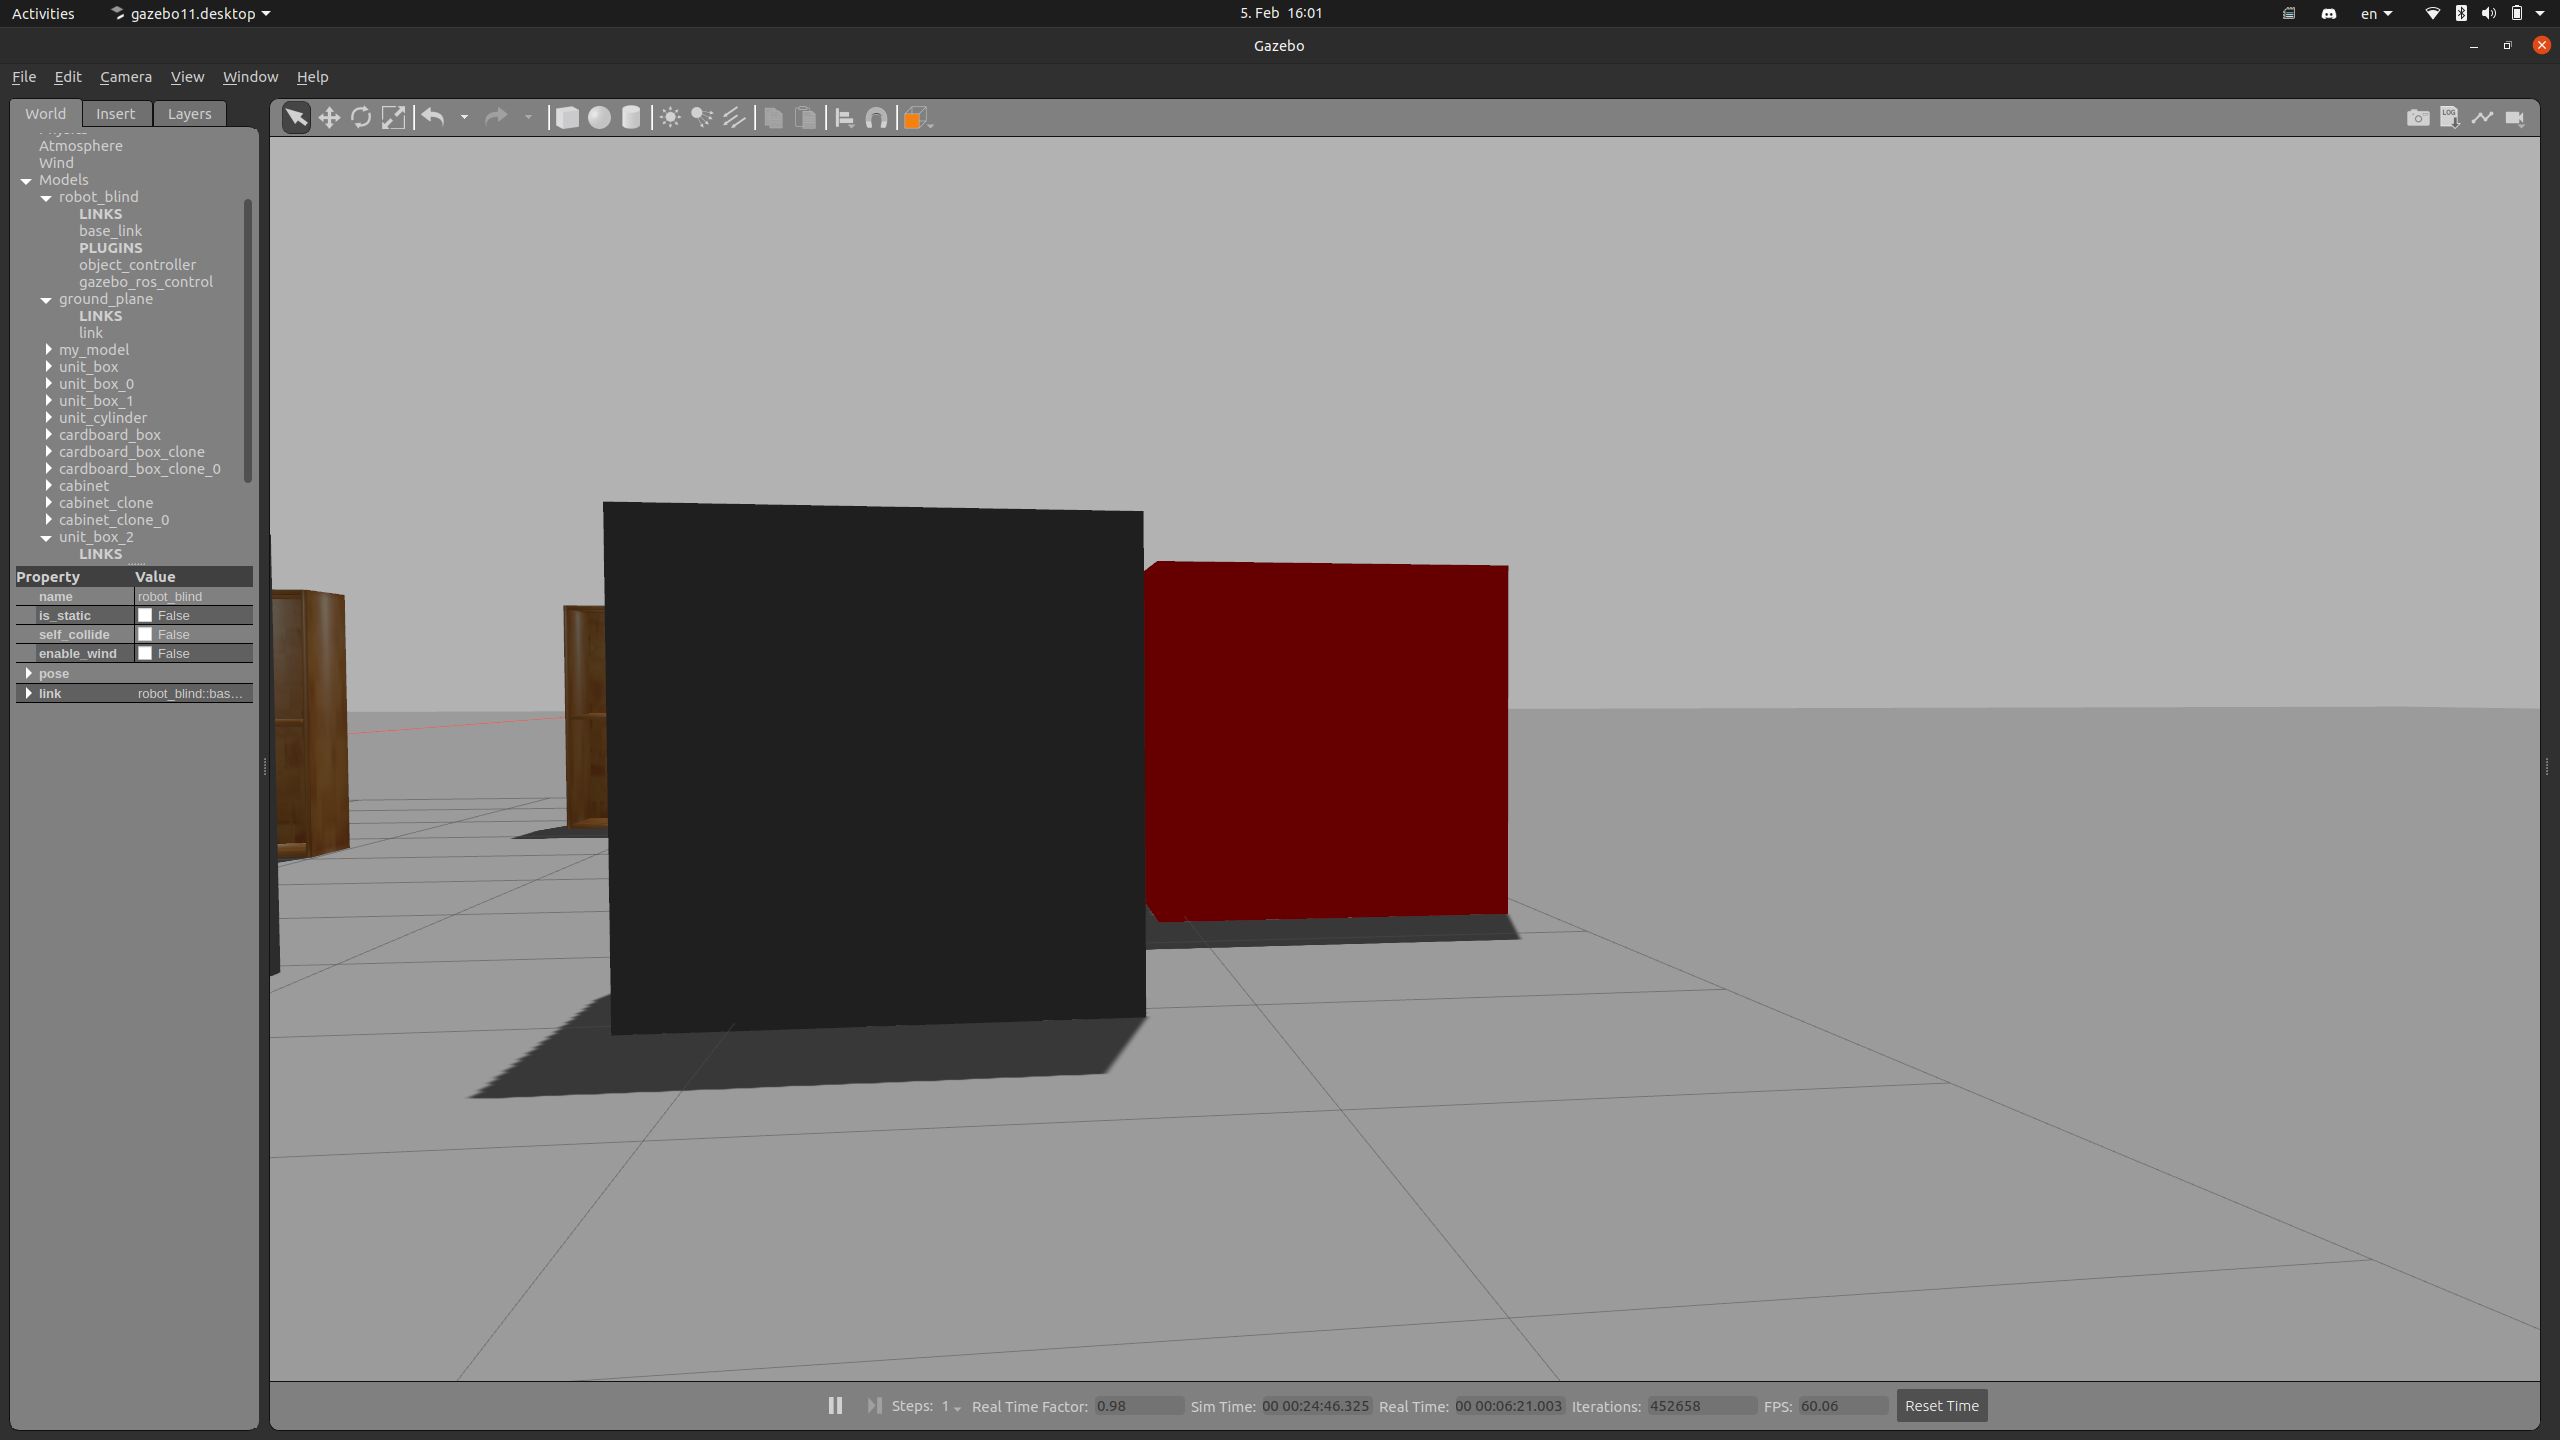 Activities gazebo11.desktop 5. Feb 16:01 en
Gazebo
File Edit Camera View Window Help
World Insert Layers
Atmosphere
Wind
Models
robot_blind
LINKS
base_link
PLUGINS
object_controller
gazebo_ros_control
ground_plane
LINKS
link
my_model
unit_box
unit_box_0
unit_box_1
unit_cylinder
cardboard_box
cardboard_box_clone
cardboard_box_clone_0
cabinet
cabinet_clone
cabinet_clone_0
unit_box_2
LINKS
Property Value
name robot_blind
is_static False
self_collide False
enable_wind False
pose
link robot_blind::bas...
LOG
Steps: 1 Real Time Factor: 0.98 Sim Time: 00 00:24:46.325 Real Time: 00 00:06:21.003 Iterations: 452658 FPS: 60.06 Reset Time